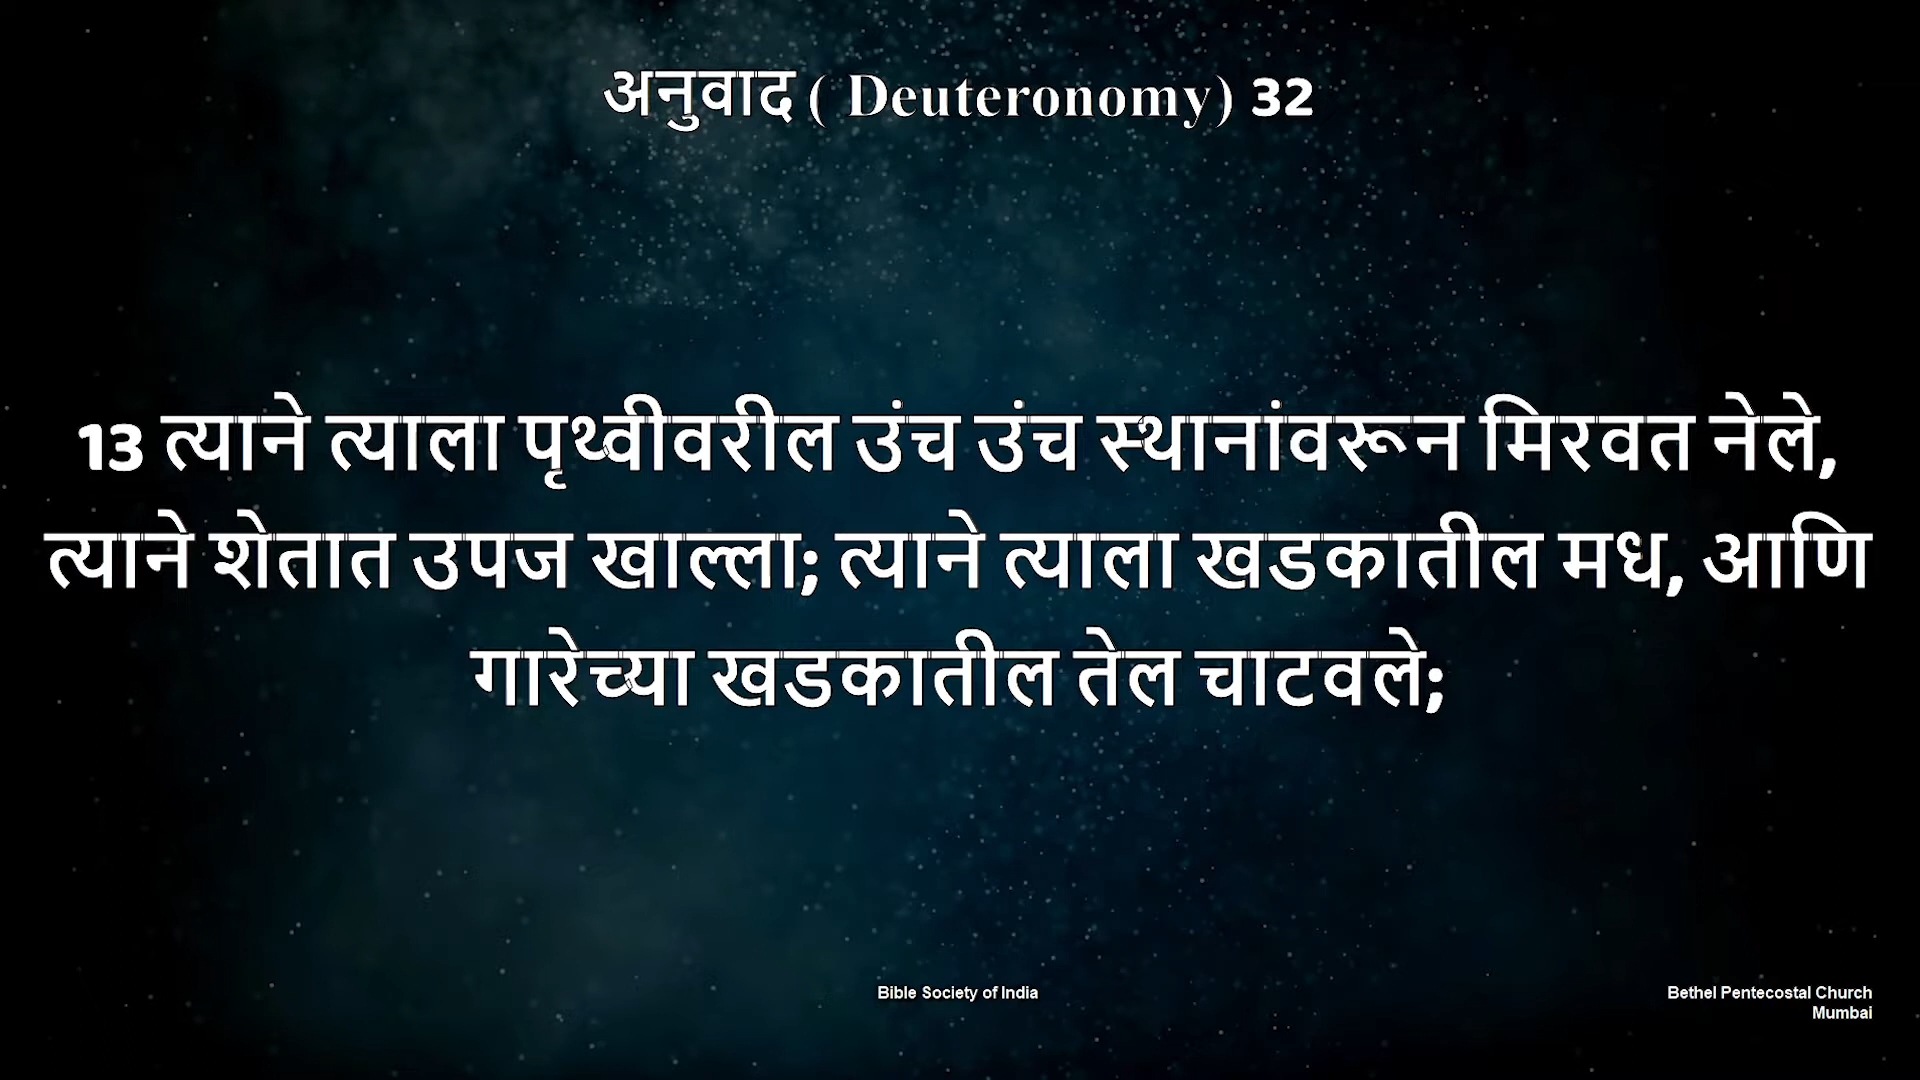 अनुवाद ( Deuteronomy) 32
13 त्याने त्याला पृथ्वीवरील उंच उंच स्थानांवरून मिरवत नेले,
त्याने शेतात उपज खाल्ला; त्याने त्याला खडकातील मध, आणि
गारेच्या खडकातील तेल चाटवले;
Bible Society of India
Bethel Pentecostal Church
Mumbai